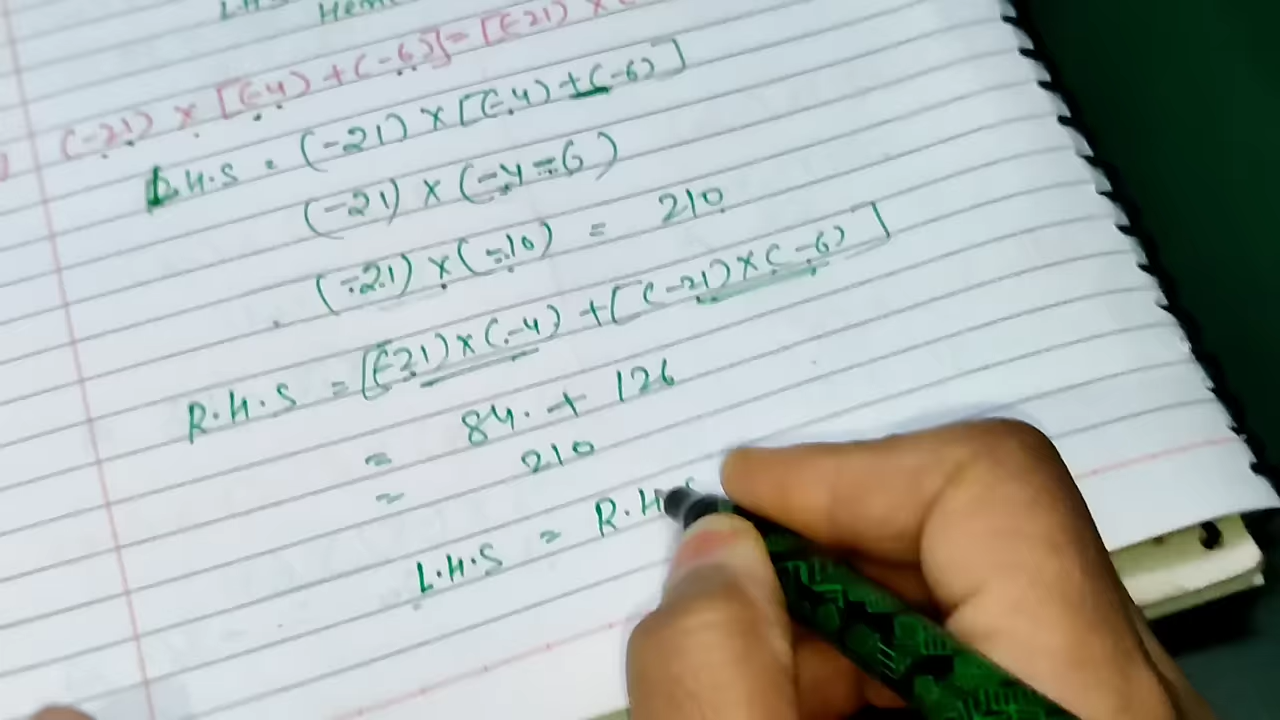 L.H.S
(-21) × [(-4) + (-6)] = [(-21) ×
L.H.S = (-21) × [(-4) + (-6)]
(-21) × (-4-6)
(-21) × (-10) = 210
R.H.S = [(-21) × (-4) + [(-21) × (-6)]
= 84 + 126
= 210
L.H.S = R.H.S